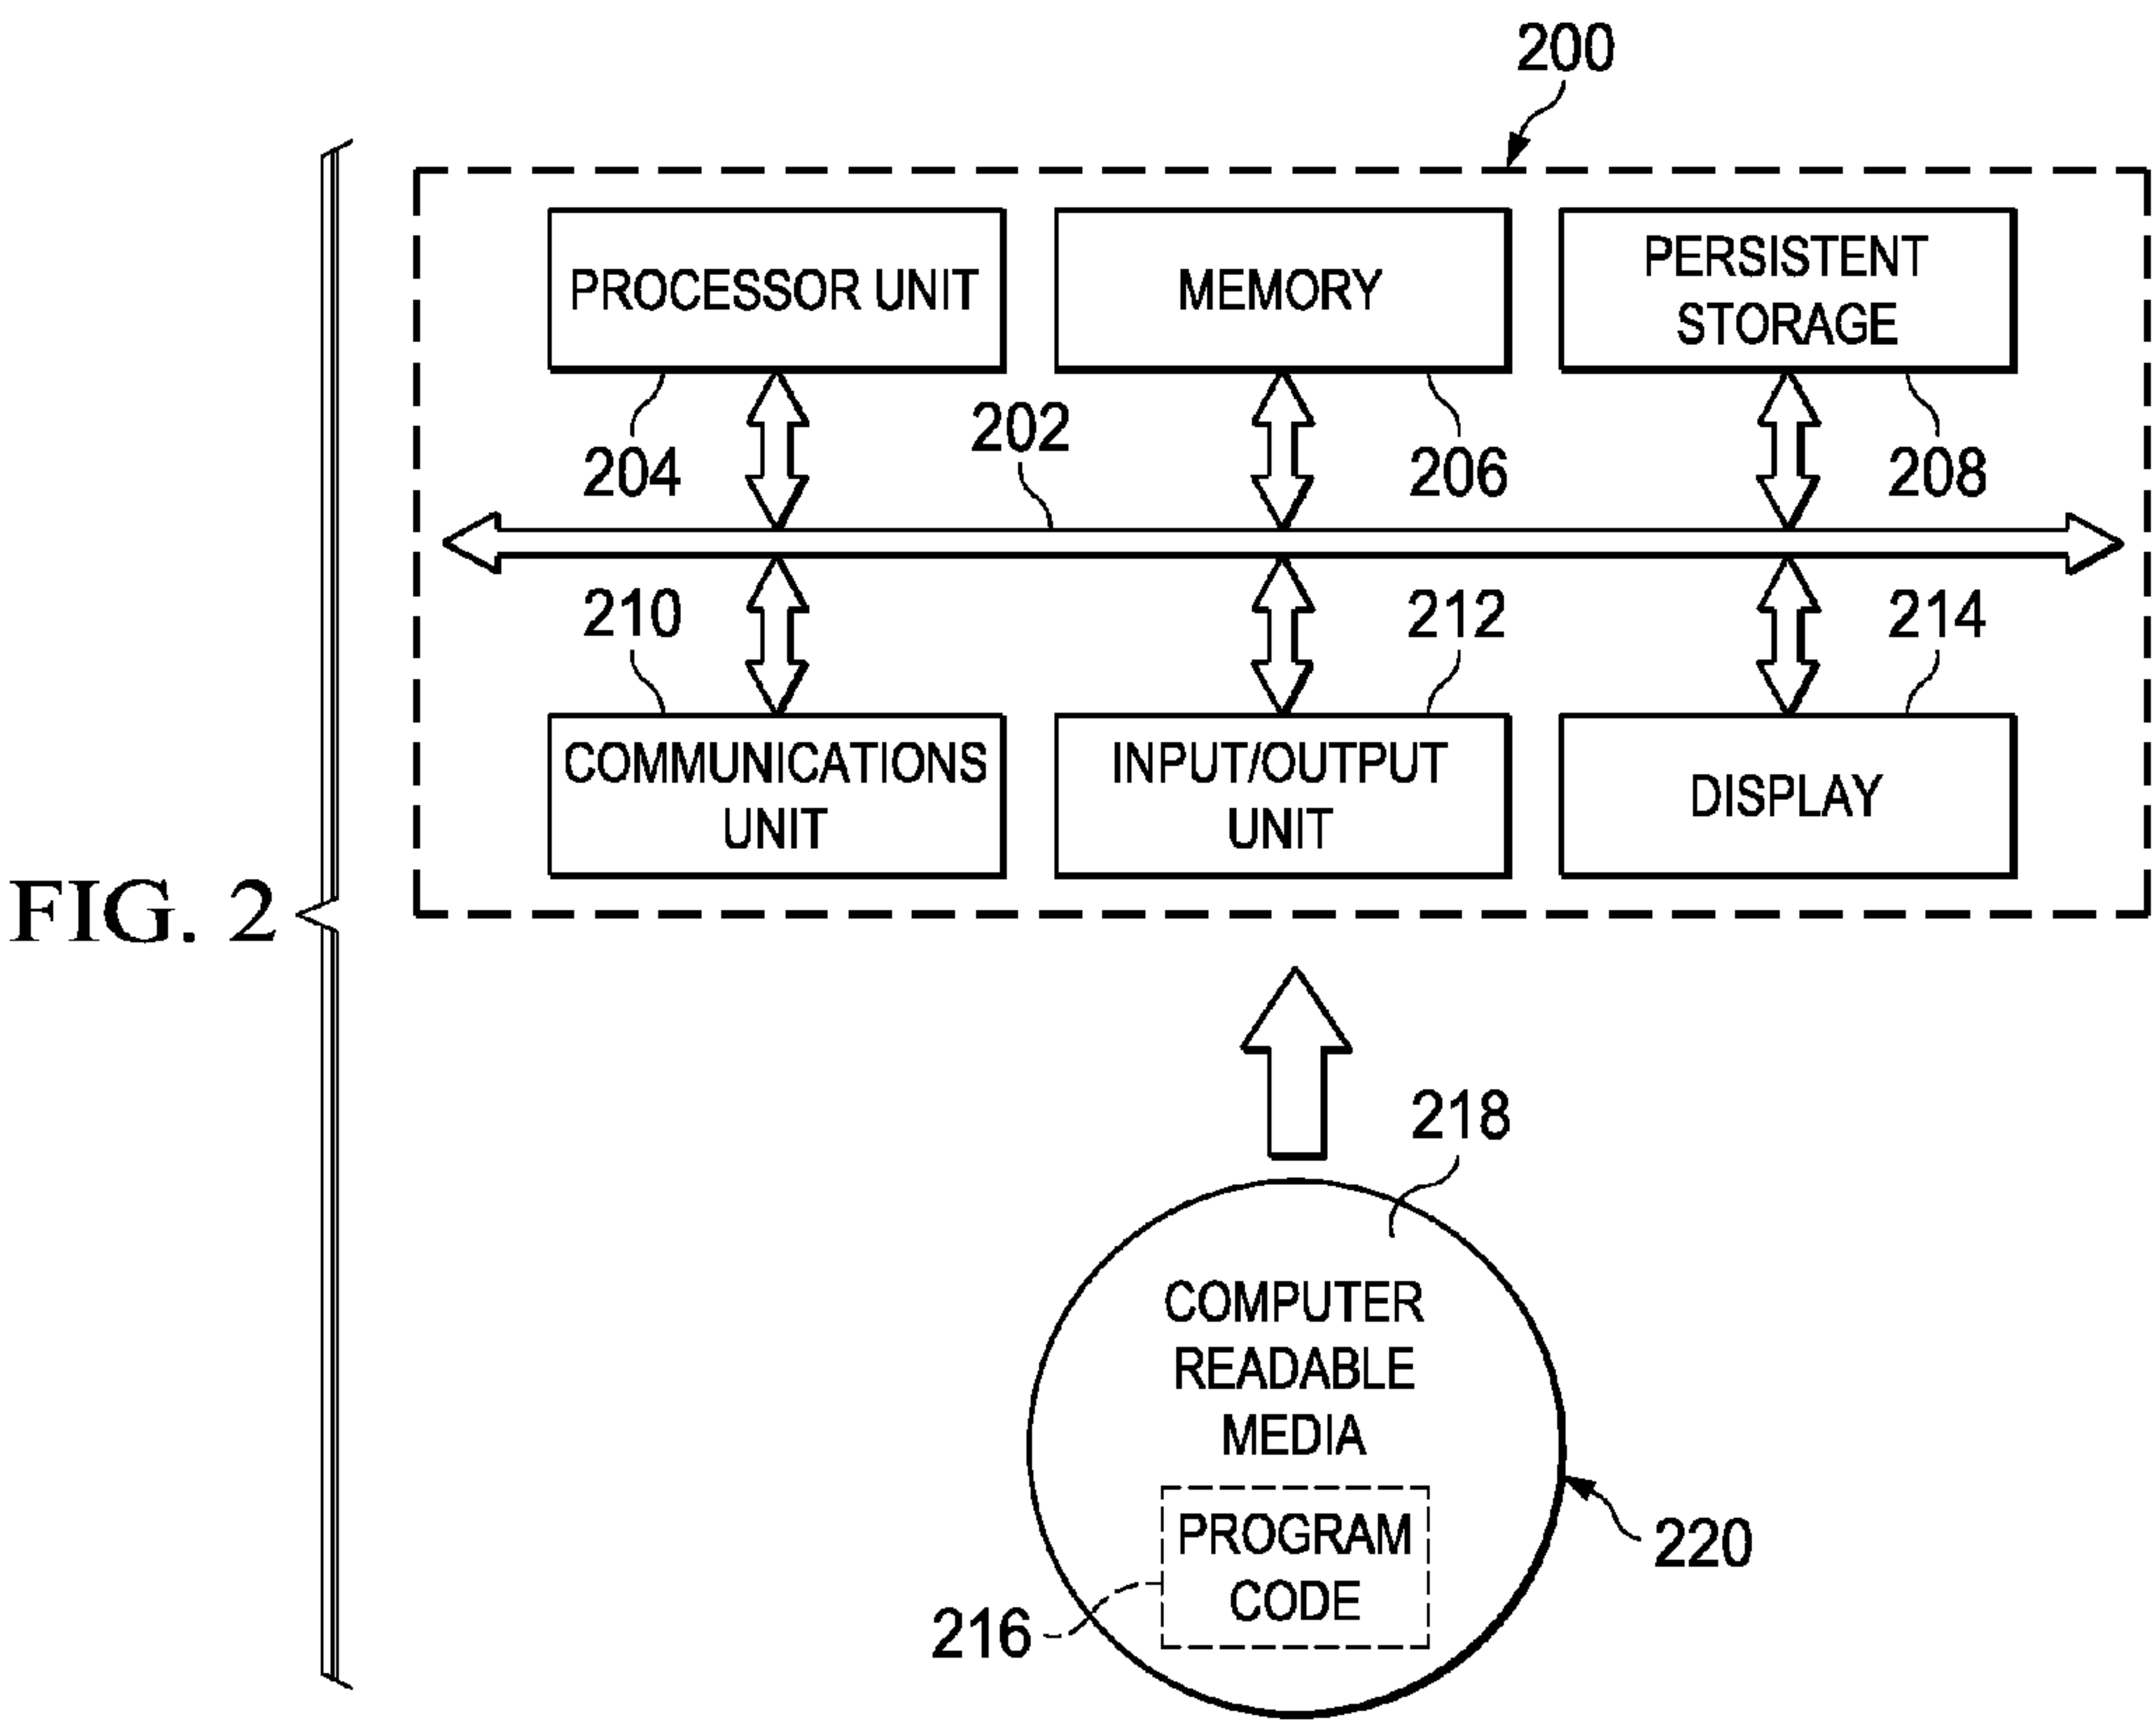 200
PROCESSOR UNIT
MEMORY
PERSISTENT
STORAGE
204
202
206
208
210
212
214
COMMUNICATIONS
UNIT
INPUT/OUTPUT
UNIT
DISPLAY
FIG. 2
218
COMPUTER
READABLE
MEDIA
PROGRAM
CODE
220
216